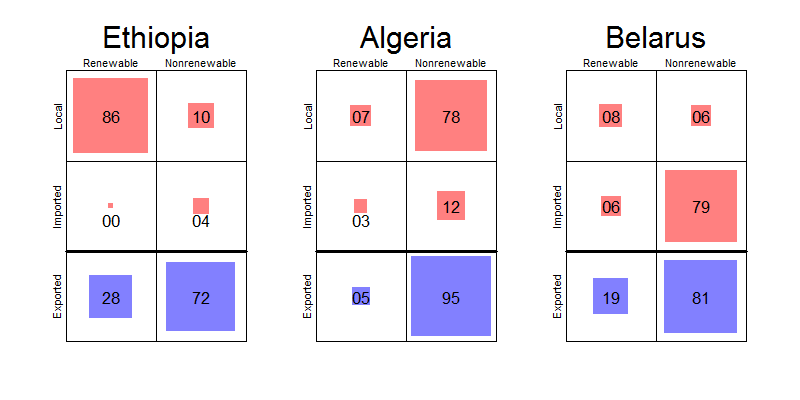 Ethiopia Algeria Belarus
Renewable Nonrenewable Renewable Nonrenewable Renewable Nonrenewable
Local 86 10 Local 07 78 Local 08 06
Imported 00 04 Imported 03 12 Imported 06 79
Exported 28 72 Exported 05 95 Exported 19 81